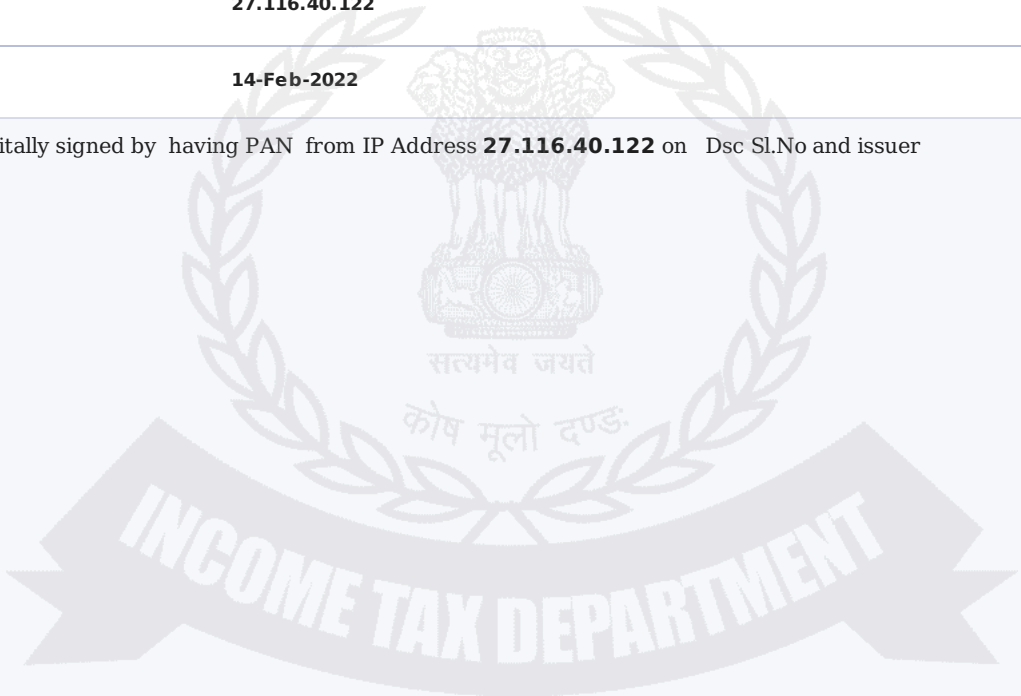 27.116.40.122
14-Feb-2022
itally signed by having PAN from IP Address 27.116.40.122 on Dsc Sl.No and issuer
सत्यमेव जयते
कोष मूलो दण्डः
INCOME TAX DEPARTMENT